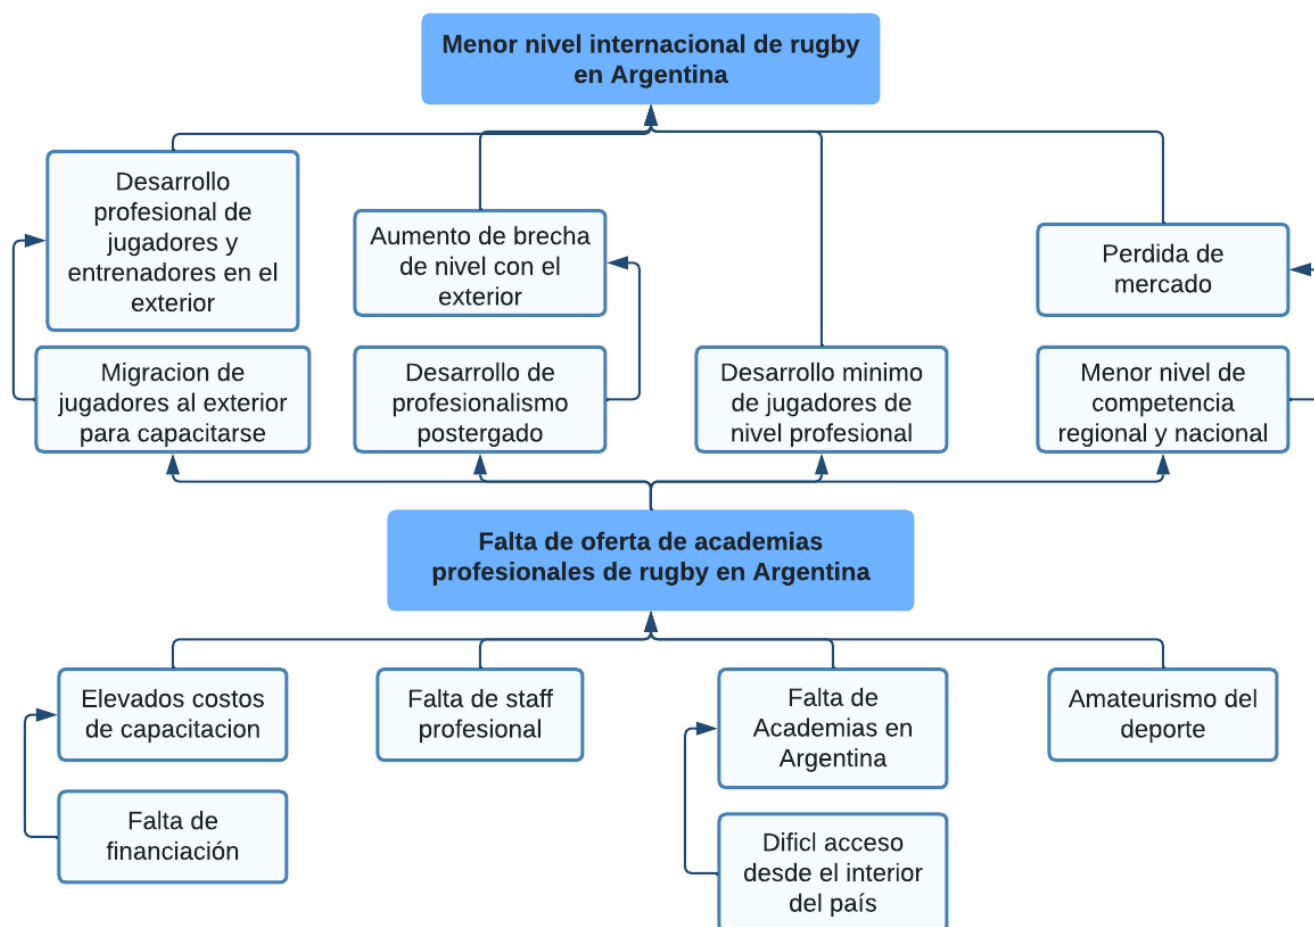 Menor nivel internacional de rugby
en Argentina
Desarrollo
profesional de
jugadores y
entrenadores en el
exterior
Aumento de brecha
de nivel con el
exterior
Perdida de
mercado
Migracion de
jugadores al exterior
para capacitarse
Desarrollo de
profesionalismo
postergado
Desarrollo minimo
de jugadores de
nivel profesional
Menor nivel de
competencia
regional y nacional
Falta de oferta de academias
profesionales de rugby en Argentina
Elevados costos
de capacitacion
Falta de staff
profesional
Falta de
Academias en
Argentina
Amateurismo del
deporte
Falta de
financiación
Dificl acceso
desde el interior
del país